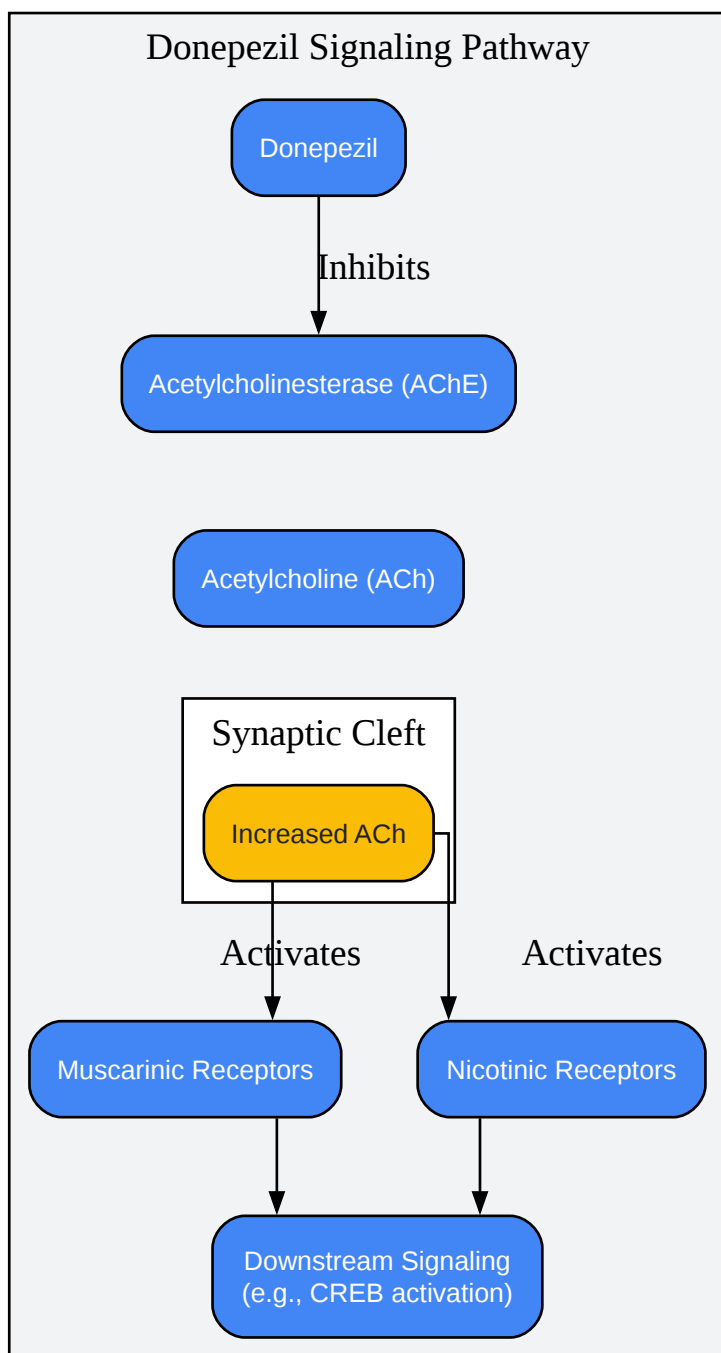 Donepezil Signaling Pathway
Donepezil
Inhibits
Acetylcholinesterase (AChE)
Acetylcholine (ACh)
Synaptic Cleft
Increased ACh
Activates
Activates
Muscarinic Receptors
Nicotinic Receptors
Downstream Signaling
(e.g., CREB activation)